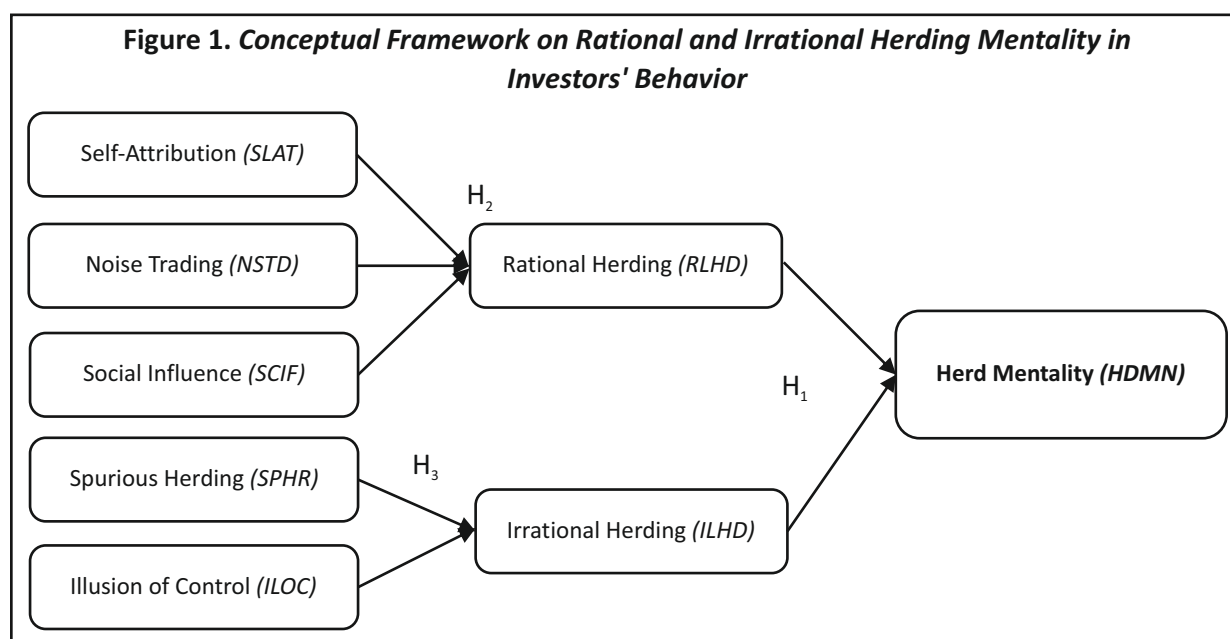 Figure 1. Conceptual Framework on Rational and Irrational Herding Mentality in
Investors' Behavior
Self-Attribution (SLAT)
H₂
Noise Trading (NSTD)
Rational Herding (RLHD)
Social Influence (SCIF)
H₁
Herd Mentality (HDMN)
Spurious Herding (SPHR)
H₃
Irrational Herding (ILHD)
Illusion of Control (ILOC)